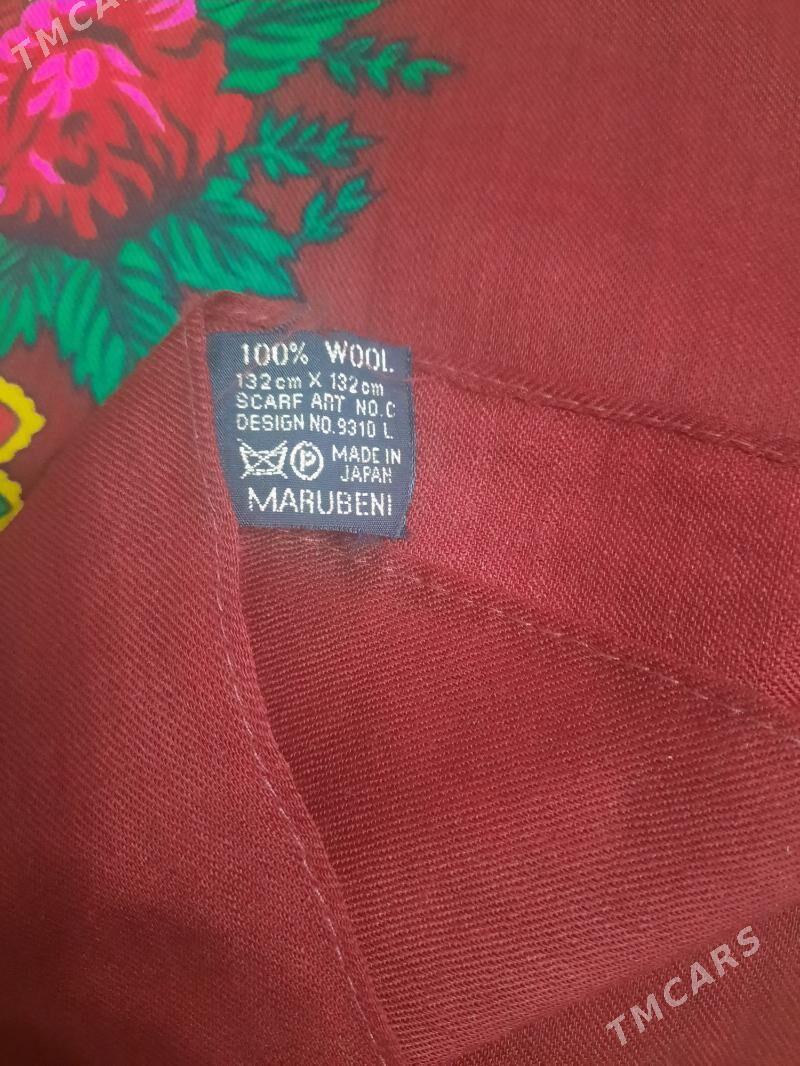 TMCARS
100% WOOL
132cm X 132cm
SCARF ART NO.C
DESIGN NO.9310 L
MADE IN
P
JAPAN
MARUBENI
TMCARS